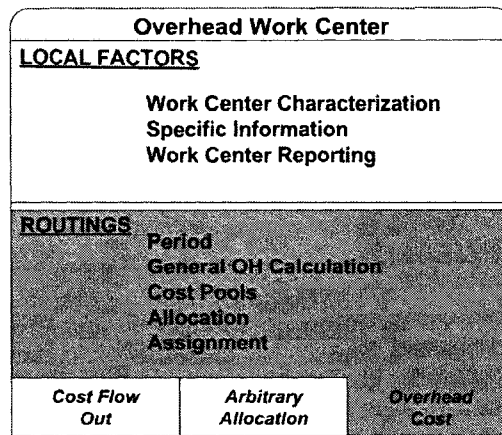 Overhead Work Center
LOCAL FACTORS
Work Center Characterization
Specific Information
Work Center Reporting
ROUTINGS
Period
General OH Calculation
Cost Pools
Allocation
Assignment
Cost Flow
Out
Arbitrary
Allocation
Overhead
Cost